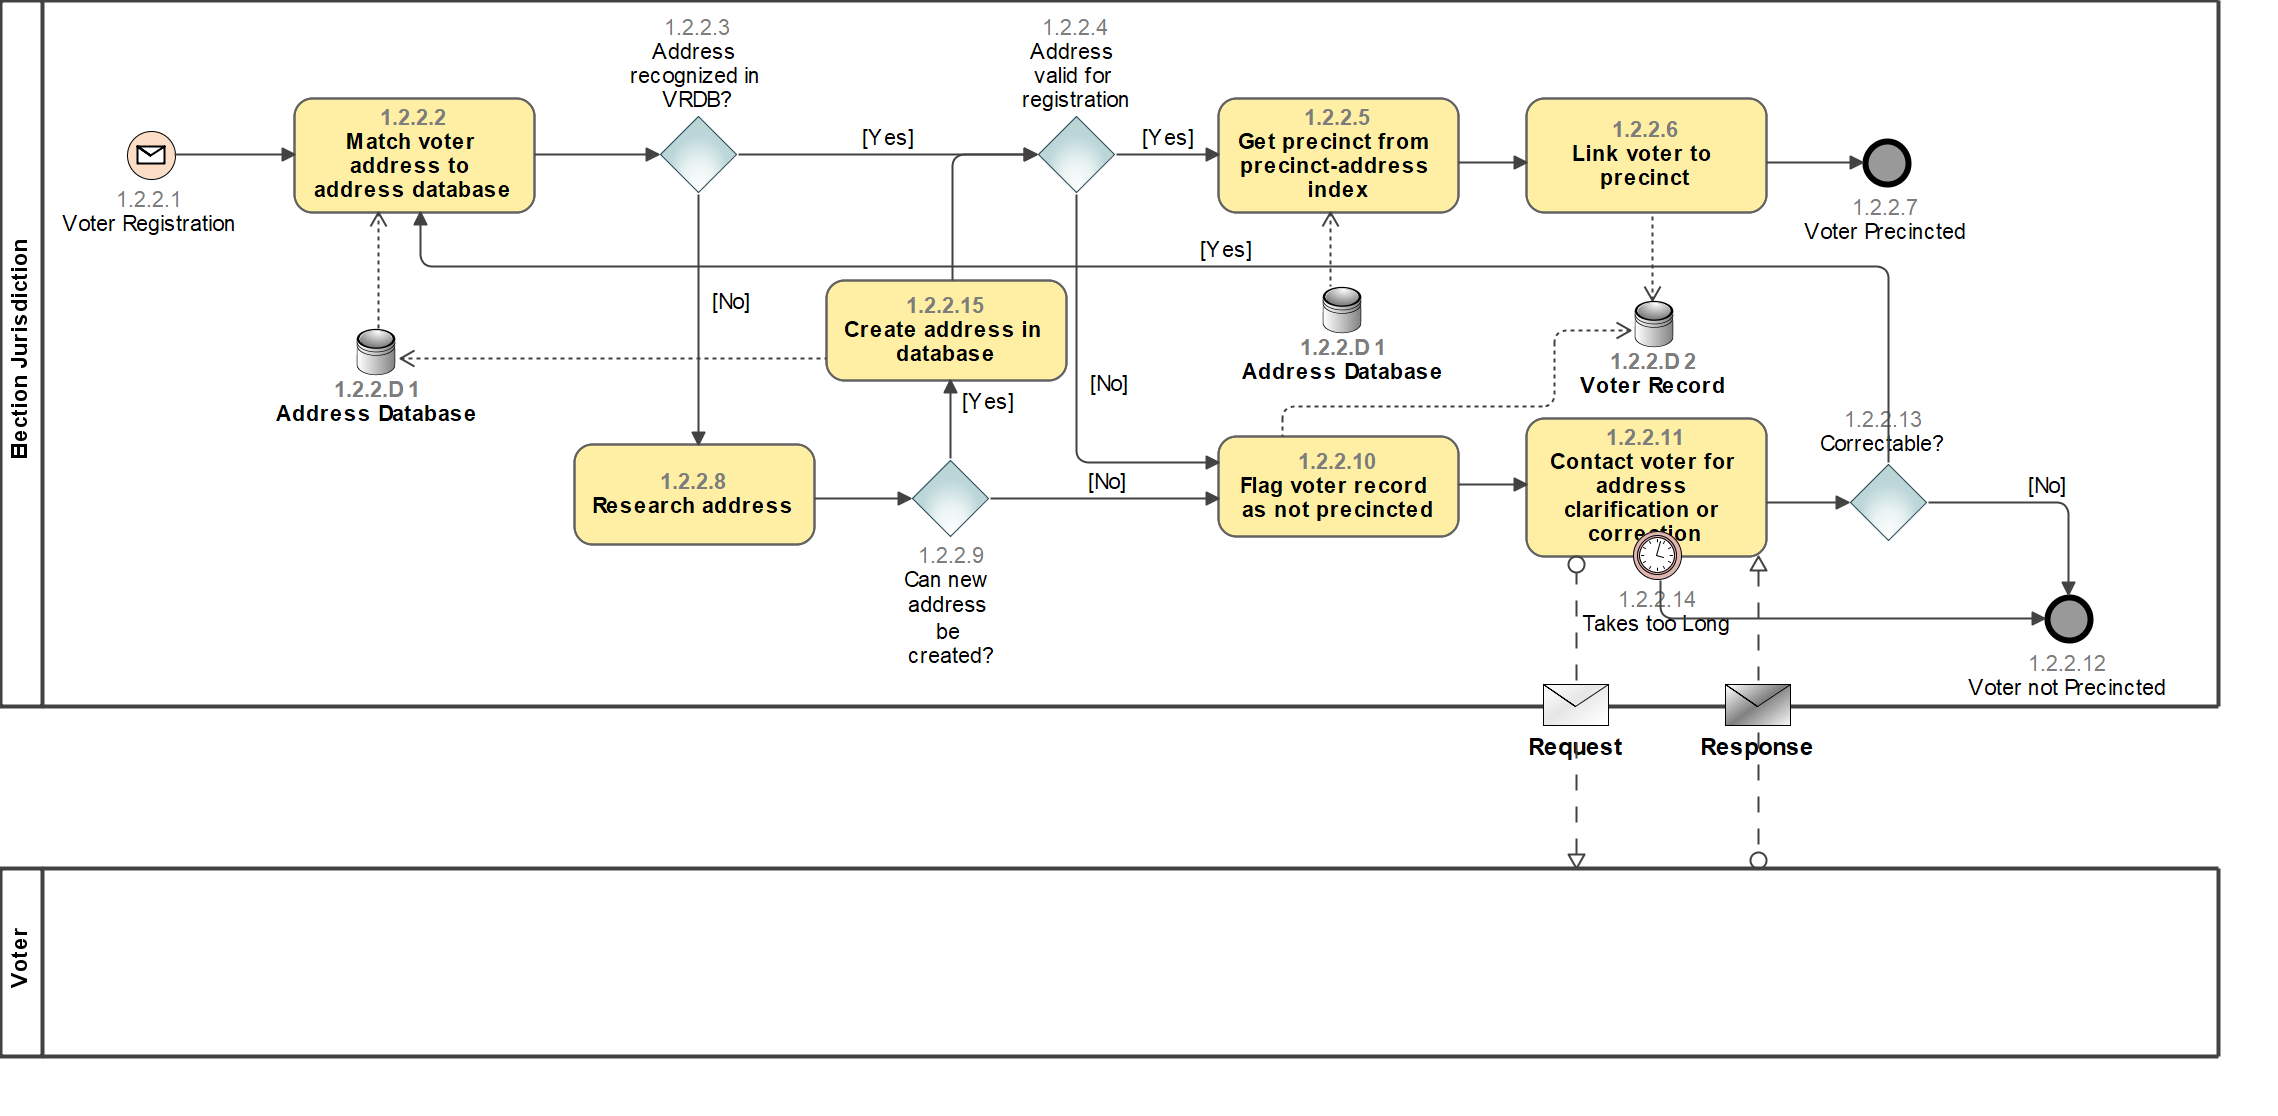 Election Jurisdiction
1.2.2.1
Voter Registration
1.2.2.2
Match voter
address to
address database
1.2.2.3
Address
recognized in
VRDB?
[Yes]
[No]
1.2.2.4
Address
valid for
registration
[Yes]
[No]
1.2.2.5
Get precinct from
precinct-address
index
1.2.2.6
Link voter to
precinct
1.2.2.7
Voter Precincted
[Yes]
1.2.2.D1
Address Database
1.2.2.15
Create address in
database
[Yes]
1.2.2.D1
Address Database
1.2.2.D2
Voter Record
1.2.2.8
Research address
1.2.2.9
Can new
address
be
created?
[No]
1.2.2.10
Flag voter record
as not precincted
1.2.2.11
Contact voter for
address
clarification or
correction
1.2.2.13
Correctable?
[No]
1.2.2.14
Takes too Long
1.2.2.12
Voter not Precincted
Request
Response
Voter